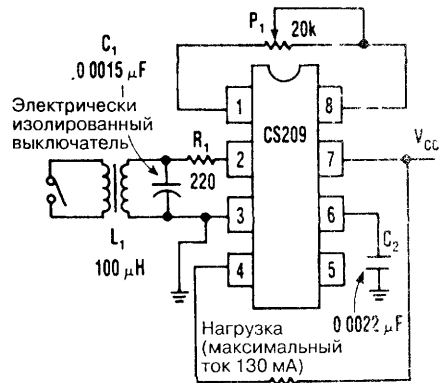 P1
20k
C1
.0 0015 µF
Электрически
изолированный
выключатель
1
8
CS209
VCC
R1
2
7
220
3
6
C2
L1
100 µH
4
5
Нагрузка
(максимальный
ток 130 мА)
0 0022 µF